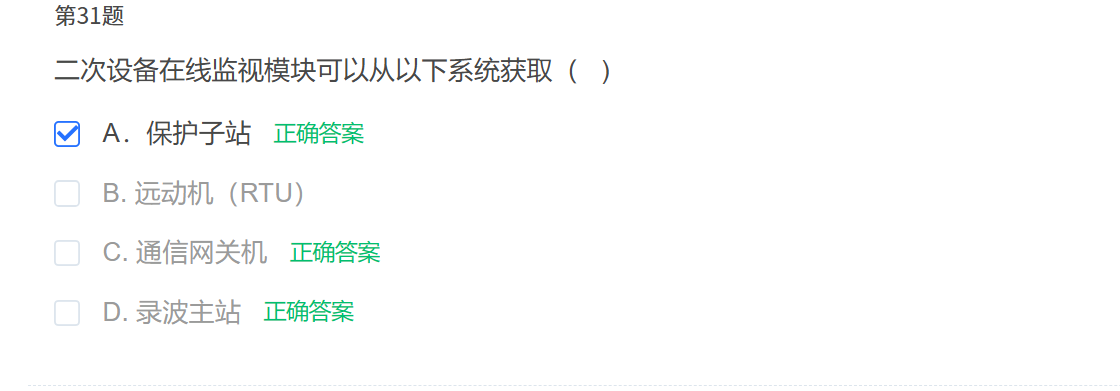 第31题
二次设备在线监视模块可以从以下系统获取（ ）
A. 保护子站 正确答案
B. 远动机（RTU）
C. 通信网关机 正确答案
D. 录波主站 正确答案